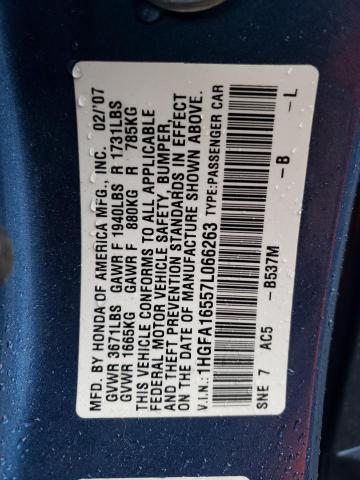 MFD. BY HONDA OF AMERICA MFG., INC. 02/'07
GVWR 3671LBS GAWR F 1940LBS R 1731LBS
GVWR 1665KG GAWR F 880KG R 785KG
THIS VEHICLE CONFORMS TO ALL APPLICABLE
FEDERAL MOTOR VEHICLE SAFETY, BUMPER,
AND THEFT PREVENTION STANDARDS IN EFFECT
ON THE DATE OF MANUFACTURE SHOWN ABOVE.
V.I.N.: 1HGFA16557L066263 TYPE:PASSENGER CAR
SNE 7 AC5 -B537M -B -L